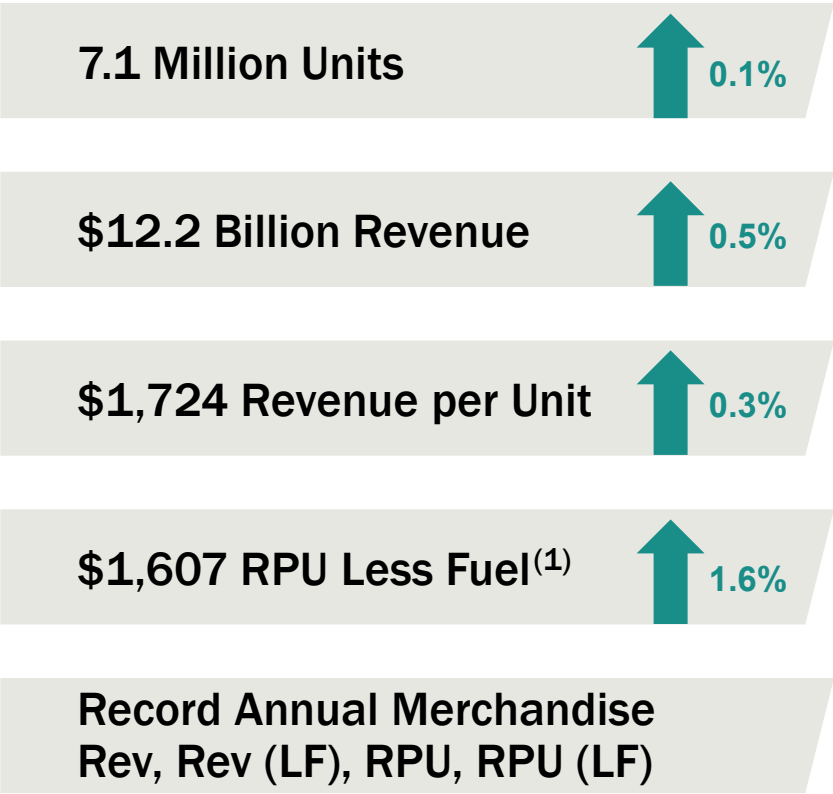 7.1 Million Units
0.1%
$12.2 Billion Revenue
0.5%
$1,724 Revenue per Unit
0.3%
$1,607 RPU Less Fuel(1)
1.6%
Record Annual Merchandise
Rev, Rev (LF), RPU, RPU (LF)